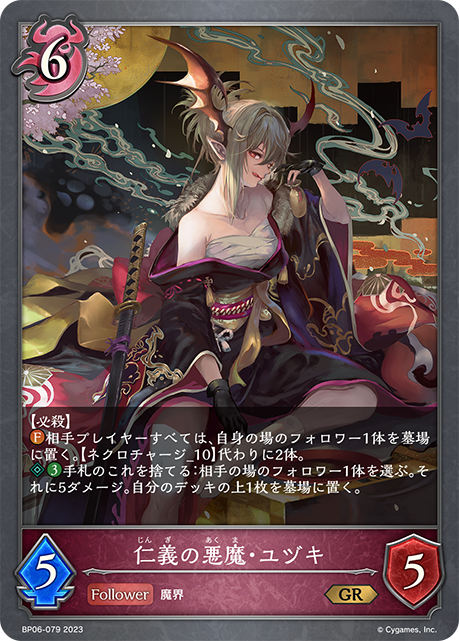 6
【必殺】
F 相手プレイヤーすべては、自身の場のフォロワー1体を墓場
に置く。【ネクロチャージ_10】代わりに2体。
3 手札のこれを捨てる：相手の場のフォロワー1体を選ぶ。そ
れに5ダメージ。自分のデッキの上1枚を墓場に置く。
じんぎ あくま
仁義の悪魔・ユヅキ
5
5
Follower 魔界
GR
BP06-079 2023
© Cygames, Inc.